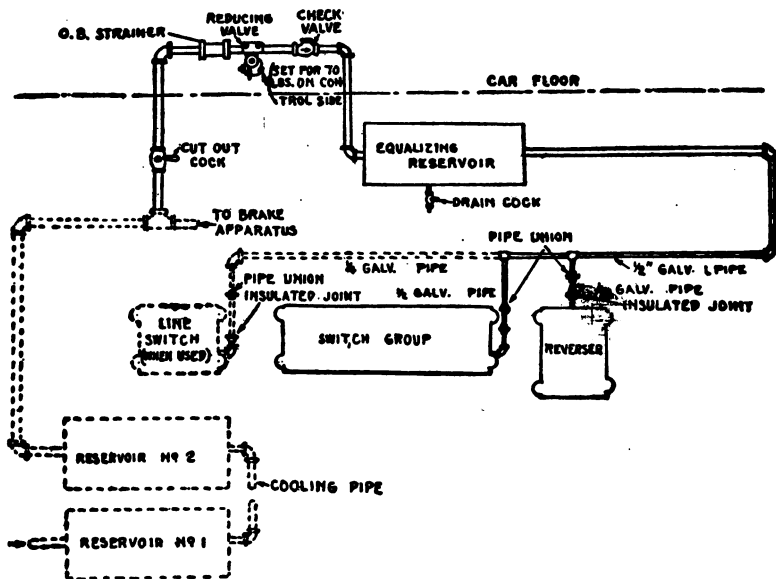 O.B. STRAINER
REDUCING
VALVE
CHECK
VALVE
SET FOR 70
LBS. ON CON
TROL SIDE
CAR FLOOR
CUT OUT
COCK
EQUALIZING
RESERVOIR
DRAIN COCK
TO BRAKE
APPARATUS
PIPE UNION
GALV. PIPE
1/2" GALV. PIPE
PIPE UNION
INSULATED JOINT
1/2 GALV. PIPE
GALV. PIPE
INSULATED JOINT
LINE
SWITCH
(WHEN USED)
SWITCH GROUP
REVERSER
RESERVOIR Nº 2
COOLING PIPE
RESERVOIR Nº 1